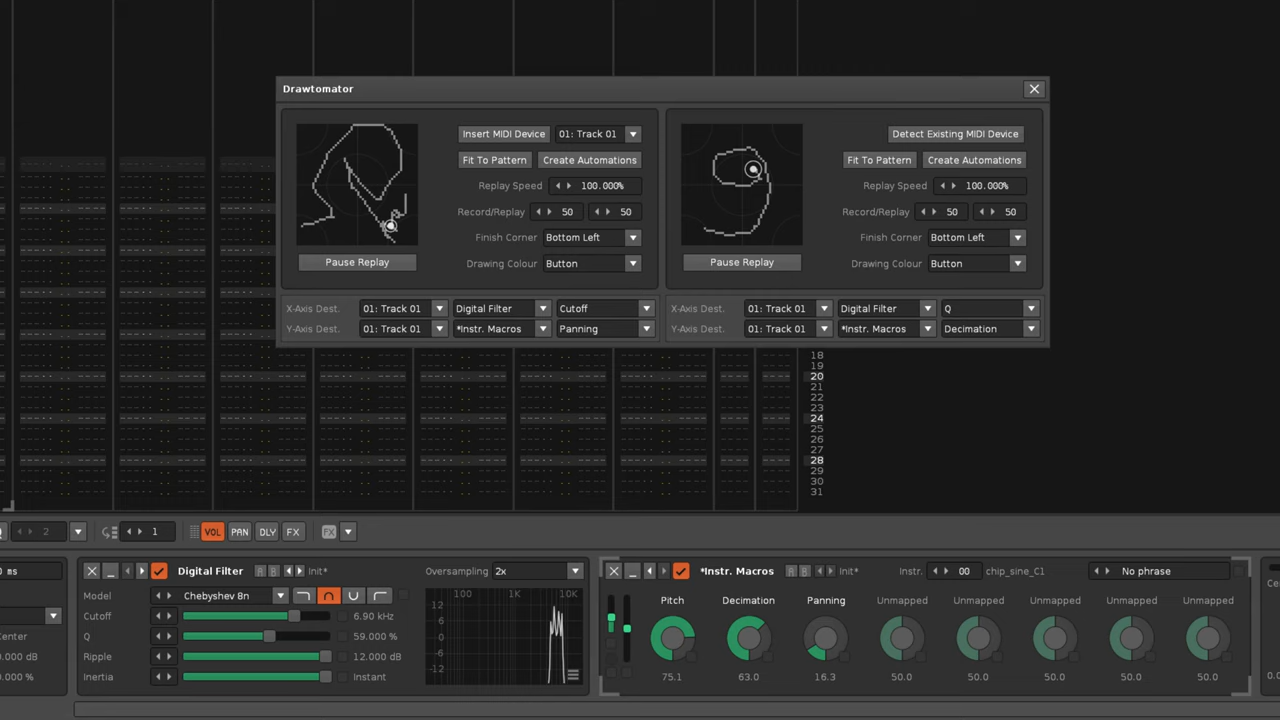 Drawtomator
Insert MIDI Device 01: Track 01 Detect Existing MIDI Device
Fit To Pattern Create Automations Fit To Pattern Create Automations
Replay Speed 100.000% Replay Speed 100.000%
Record/Replay 50 50 Record/Replay 50 50
Finish Corner Bottom Left Finish Corner Bottom Left
Pause Replay Drawing Colour Button Pause Replay Drawing Colour Button
X-Axis Dest. 01: Track 01 Digital Filter Cutoff X-Axis Dest. 01: Track 01 Digital Filter Q
Y-Axis Dest. 01: Track 01 *Instr. Macros Panning Y-Axis Dest. 01: Track 01 *Instr. Macros Decimation
18
19
20
21
22
23
24
25
26
27
28
29
30
31
2 1 VOL PAN DLY FX FX
0 ms Digital Filter A B Init* Oversampling 2x *Instr. Macros A B Init* Instr. 00 chip_sine_C1 No phrase
Model Chebyshev 8n 100 1K 10K Pitch Decimation Panning Unmapped Unmapped Unmapped Unmapped Unmapped
Cutoff 6.90 kHz 12
Center Q 59.000 % 6 0
.000 dB Ripple 12.000 dB -6
.000 % Inertia Instant -12 75.1 63.0 16.3 50.0 50.0 50.0 50.0 50.0